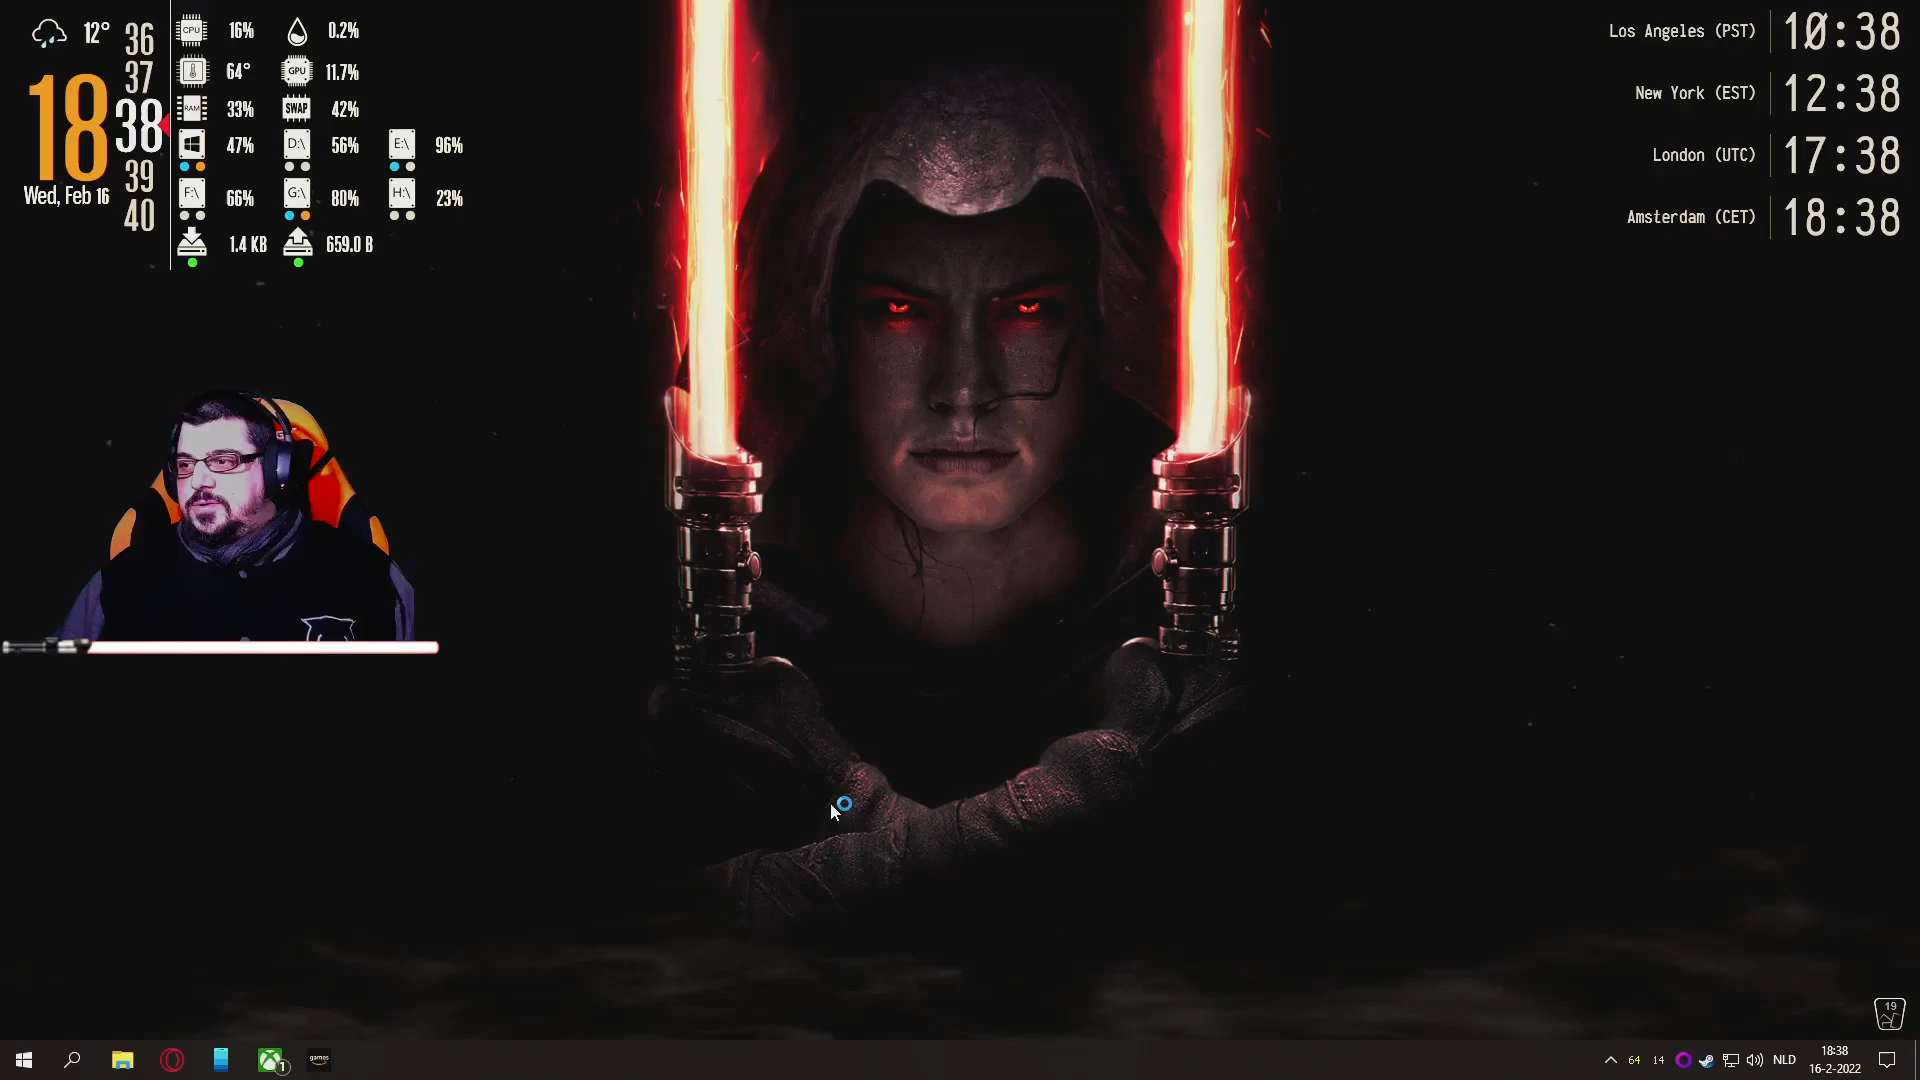 12°
36
37
18
38
39
40
Wed, Feb 16
CPU 16% 0.2%
64° GPU 11.7%
RAM 33% SWAP 42%
47% D:\ 56% E:\ 96%
F:\ 66% G:\ 80% H:\ 23%
1.4 KB 659.0 B
Los Angeles (PST) 10:38
New York (EST) 12:38
London (UTC) 17:38
Amsterdam (CET) 18:38
19
1
games
64 14 NLD
18:38
16-2-2022